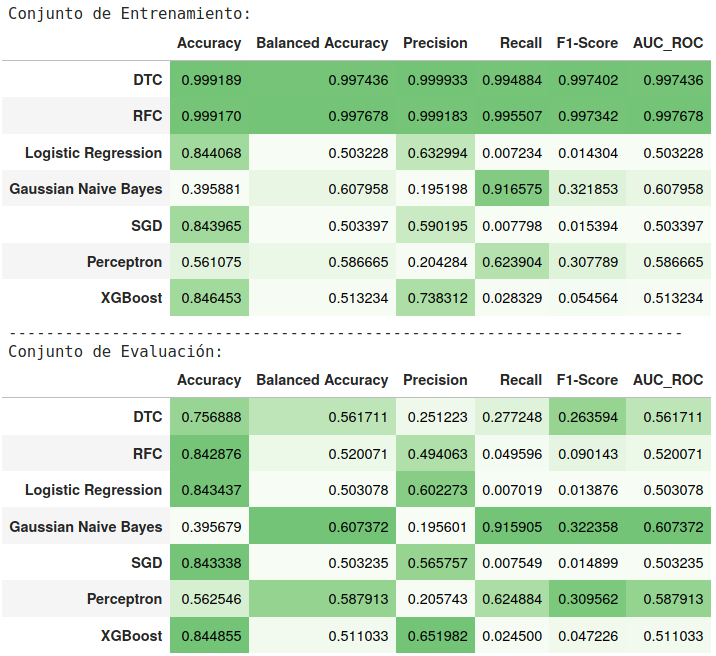 Conjunto de Entrenamiento:
Accuracy Balanced Accuracy Precision Recall F1-Score AUC_ROC
DTC 0.999189 0.997436 0.999933 0.994884 0.997402 0.997436
RFC 0.999170 0.997678 0.999183 0.995507 0.997342 0.997678
Logistic Regression 0.844068 0.503228 0.632994 0.007234 0.014304 0.503228
Gaussian Naive Bayes 0.395881 0.607958 0.195198 0.916575 0.321853 0.607958
SGD 0.843965 0.503397 0.590195 0.007798 0.015394 0.503397
Perceptron 0.561075 0.586665 0.204284 0.623904 0.307789 0.586665
XGBoost 0.846453 0.513234 0.738312 0.028329 0.054564 0.513234
------------------------------------------------------------------------
Conjunto de Evaluación:
Accuracy Balanced Accuracy Precision Recall F1-Score AUC_ROC
DTC 0.756888 0.561711 0.251223 0.277248 0.263594 0.561711
RFC 0.842876 0.520071 0.494063 0.049596 0.090143 0.520071
Logistic Regression 0.843437 0.503078 0.602273 0.007019 0.013876 0.503078
Gaussian Naive Bayes 0.395679 0.607372 0.195601 0.915905 0.322358 0.607372
SGD 0.843338 0.503235 0.565757 0.007549 0.014899 0.503235
Perceptron 0.562546 0.587913 0.205743 0.624884 0.309562 0.587913
XGBoost 0.844855 0.511033 0.651982 0.024500 0.047226 0.511033